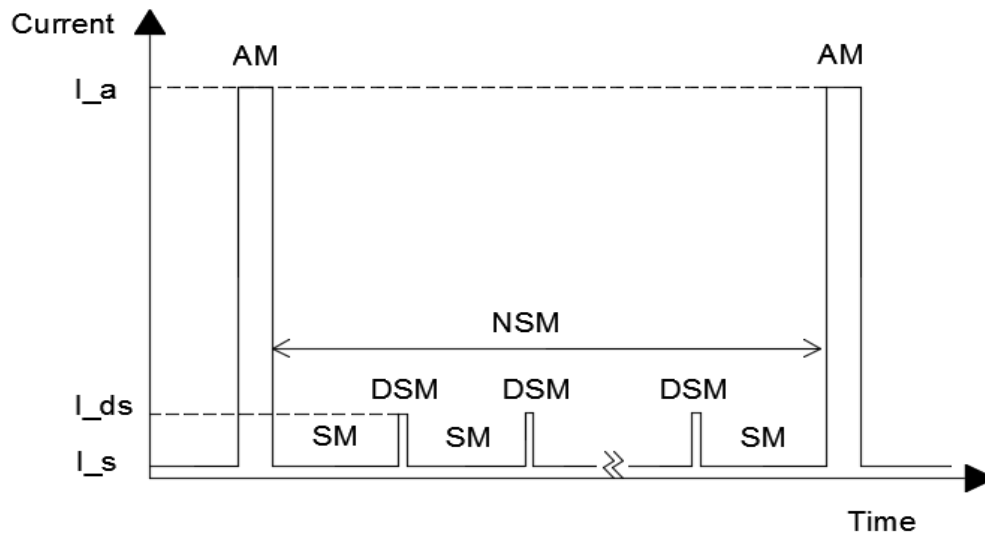 Current
AM
AM
I_a
NSM
DSM
DSM
DSM
I_ds
SM
SM
SM
I_s
Time